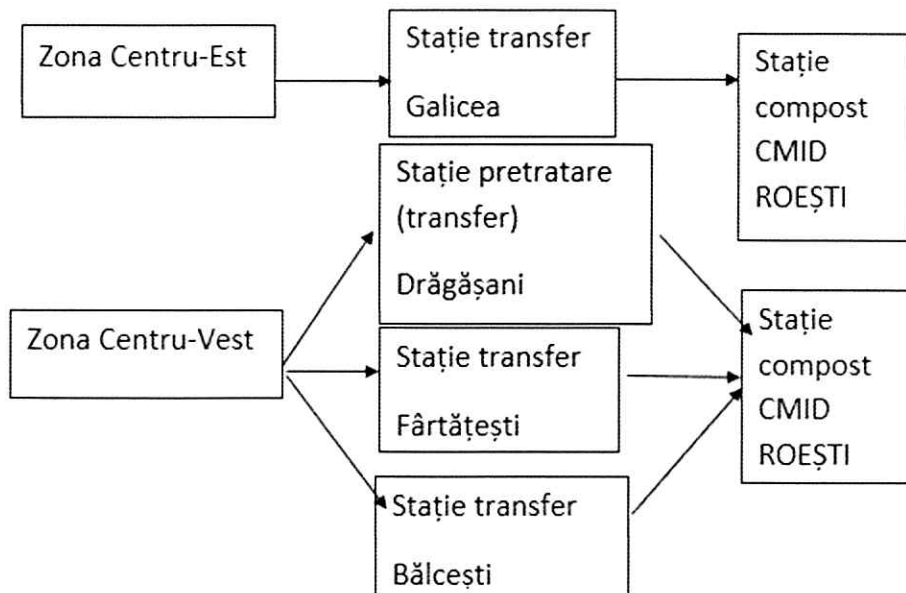 Zona Centru-Est
Stație transfer
Galicea
Stație
compost
CMID
ROEȘTI
Zona Centru-Vest
Stație pretratare
(transfer)
Drăgășani
Stație transfer
Fârtățești
Stație transfer
Bălcești
Stație
compost
CMID
ROEȘTI